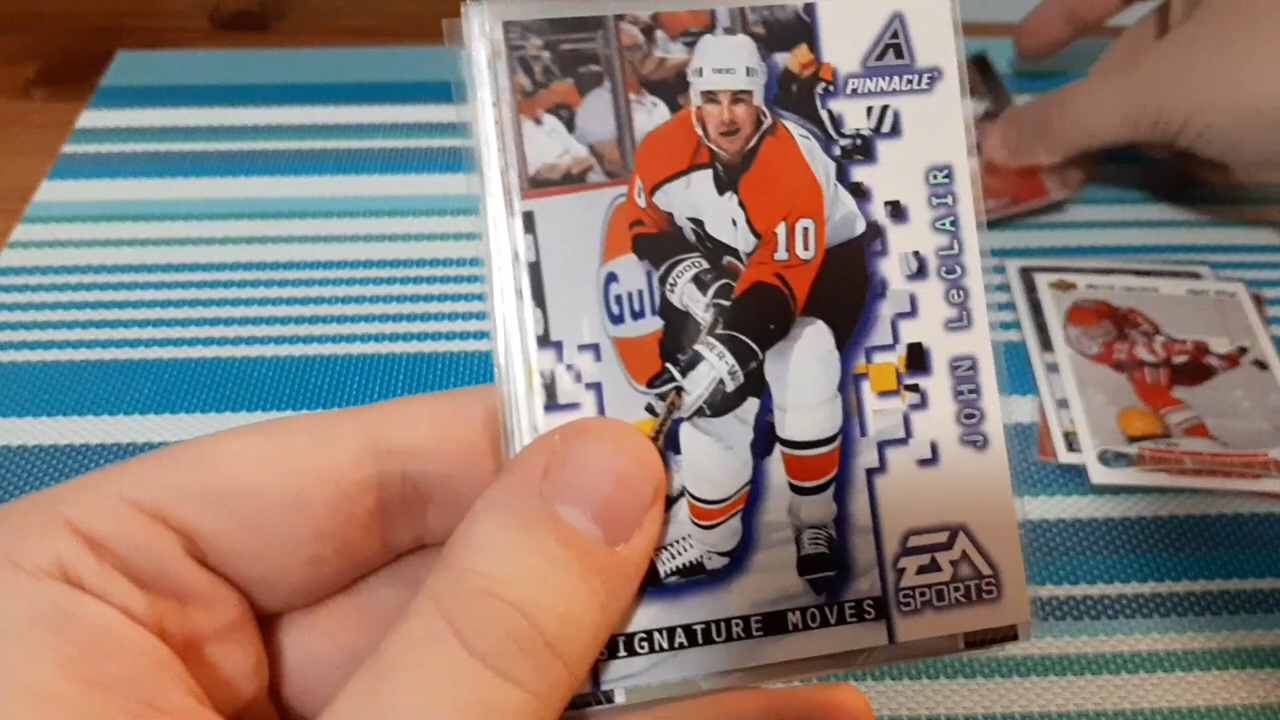 PINNACLE
JOHN LeCLAIR
10
Gul
WOOD
EA
SPORTS
SIGNATURE MOVES